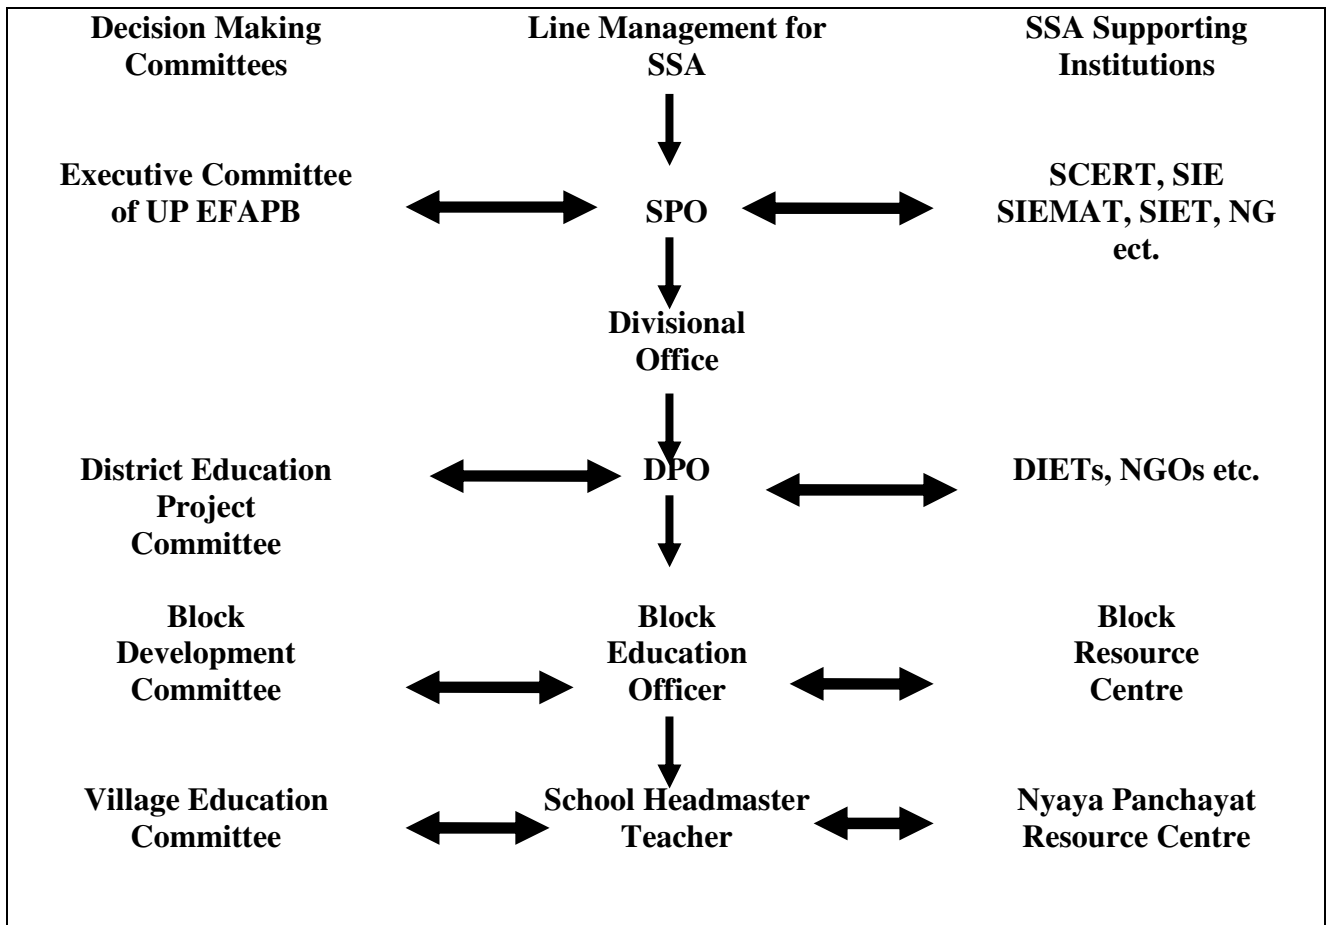 Decision Making
Committees
Line Management for
SSA
SSA Supporting
Institutions
Executive Committee
of UP EFAPB
SPO
SCERT, SIE
SIEMAT, SIET, NG
ect.
Divisional
Office
District Education
Project
Committee
DPO
DIETs, NGOs etc.
Block
Development
Committee
Block
Education
Officer
Block
Resource
Centre
Village Education
Committee
School Headmaster
Teacher
Nyaya Panchayat
Resource Centre